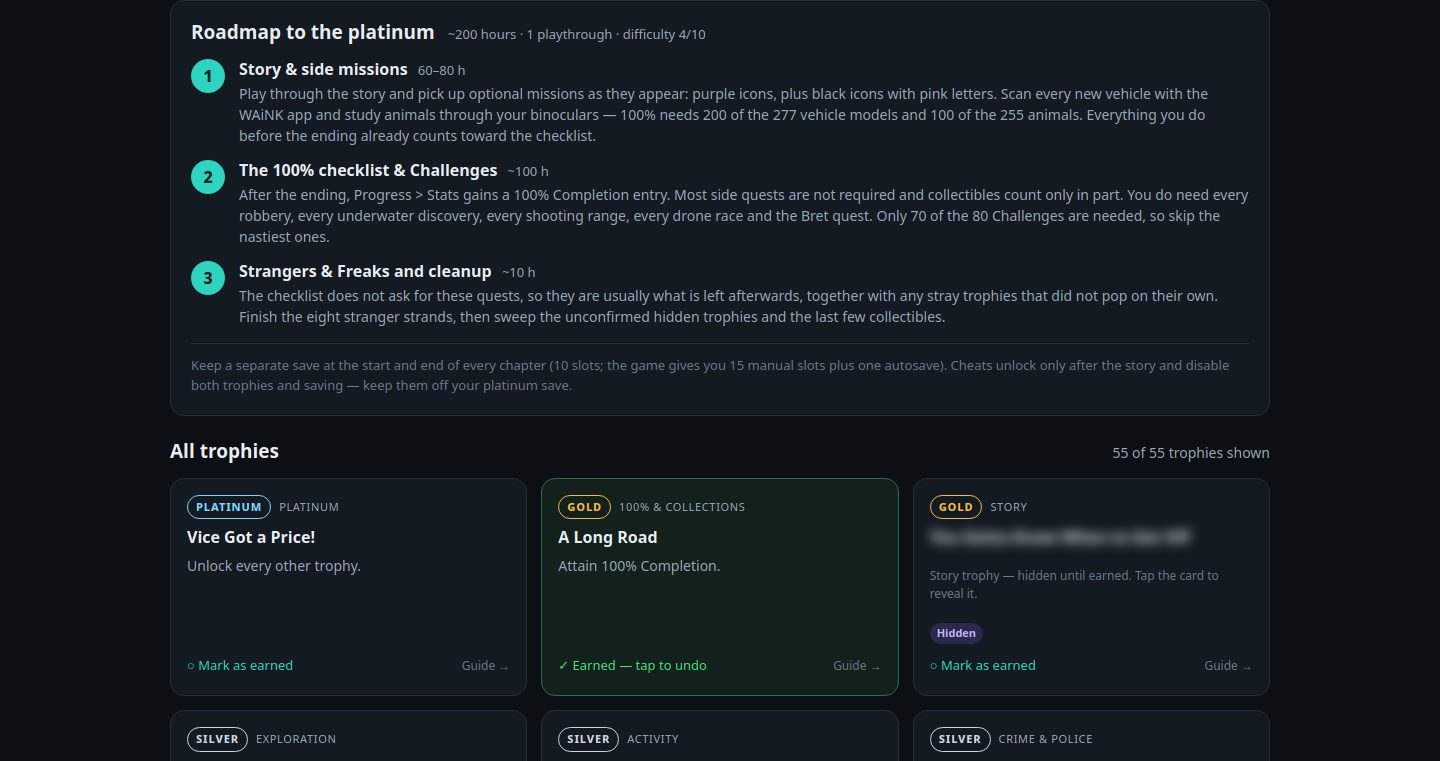 Roadmap to the platinum ~200 hours · 1 playthrough · difficulty 4/10
1 Story & side missions 60–80 h
Play through the story and pick up optional missions as they appear: purple icons, plus black icons with pink letters. Scan every new vehicle with the
WAiNK app and study animals through your binoculars — 100% needs 200 of the 277 vehicle models and 100 of the 255 animals. Everything you do
before the ending already counts toward the checklist.
2 The 100% checklist & Challenges ~100 h
After the ending, Progress > Stats gains a 100% Completion entry. Most side quests are not required and collectibles count only in part. You do need every
robbery, every underwater discovery, every shooting range, every drone race and the Bret quest. Only 70 of the 80 Challenges are needed, so skip the
nastiest ones.
3 Strangers & Freaks and cleanup ~10 h
The checklist does not ask for these quests, so they are usually what is left afterwards, together with any stray trophies that did not pop on their own.
Finish the eight stranger strands, then sweep the unconfirmed hidden trophies and the last few collectibles.
Keep a separate save at the start and end of every chapter (10 slots; the game gives you 15 manual slots plus one autosave). Cheats unlock only after the story and disable
both trophies and saving — keep them off your platinum save.
All trophies 55 of 55 trophies shown
PLATINUM PLATINUM
Vice Got a Price!
Unlock every other trophy.
○ Mark as earned Guide →
GOLD 100% & COLLECTIONS
A Long Road
Attain 100% Completion.
✓ Earned — tap to undo Guide →
GOLD STORY
Story trophy — hidden until earned. Tap the card to
reveal it.
Hidden
○ Mark as earned Guide →
SILVER EXPLORATION
SILVER ACTIVITY
SILVER CRIME & POLICE